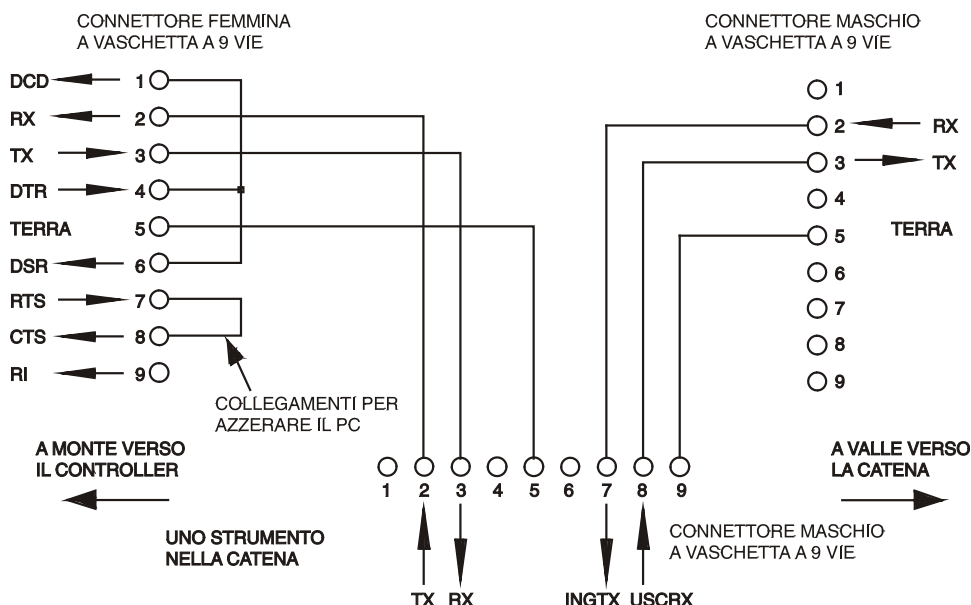 CONNETTORE FEMMINA
A VASCHETTA A 9 VIE
CONNETTORE MASCHIO
A VASCHETTA A 9 VIE
DCD 1
RX 2
TX 3
DTR 4
TERRA 5
DSR 6
RTS 7
CTS 8
RI 9
1
2 RX
3 TX
4
5 TERRA
6
7
8
9
COLLEGAMENTI PER
AZZERARE IL PC
A MONTE VERSO
IL CONTROLLER
A VALLE VERSO
LA CATENA
1 2 3 4 5 6 7 8 9
UNO STRUMENTO
NELLA CATENA
CONNETTORE MASCHIO
A VASCHETTA A 9 VIE
TX RX INGTX USCRX